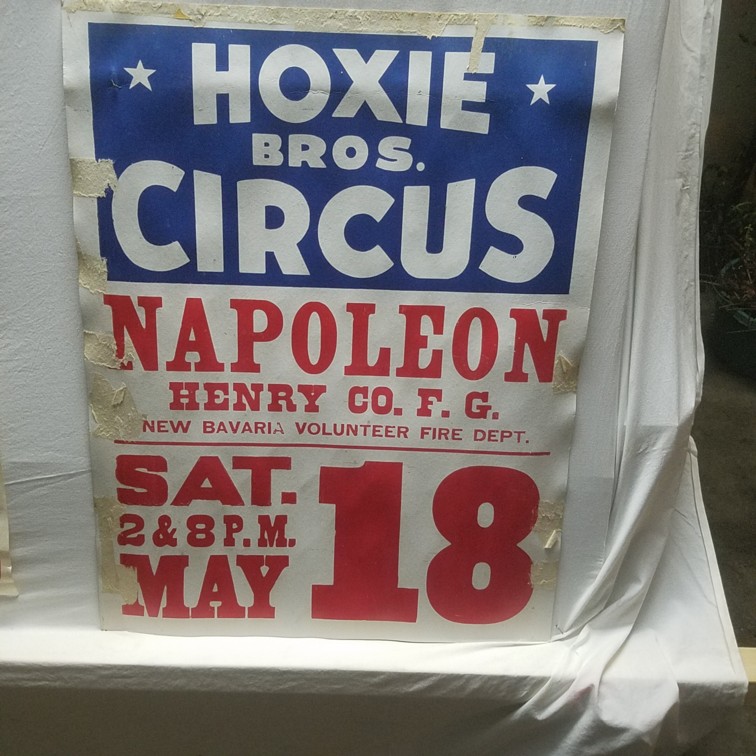 HOXIE
BROS.
CIRCUS
NAPOLEON
HENRY CO. F. G.
NEW BAVARIA VOLUNTEER FIRE DEPT.
SAT.
2 & 8 P. M.
MAY 18